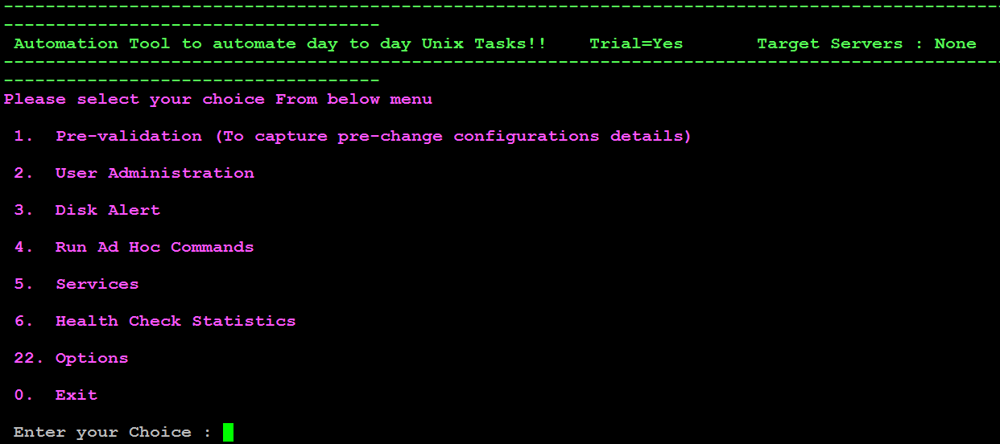 ------------------------------------------------------------------------------------------------
------------------------------------
Automation Tool to automate day to day Unix Tasks!!    Trial=Yes       Target Servers : None
------------------------------------------------------------------------------------------------
------------------------------------
Please select your choice From below menu
1.  Pre-validation (To capture pre-change configurations details)
2.  User Administration
3.  Disk Alert
4.  Run Ad Hoc Commands
5.  Services
6.  Health Check Statistics
22. Options
0.  Exit
Enter your Choice :